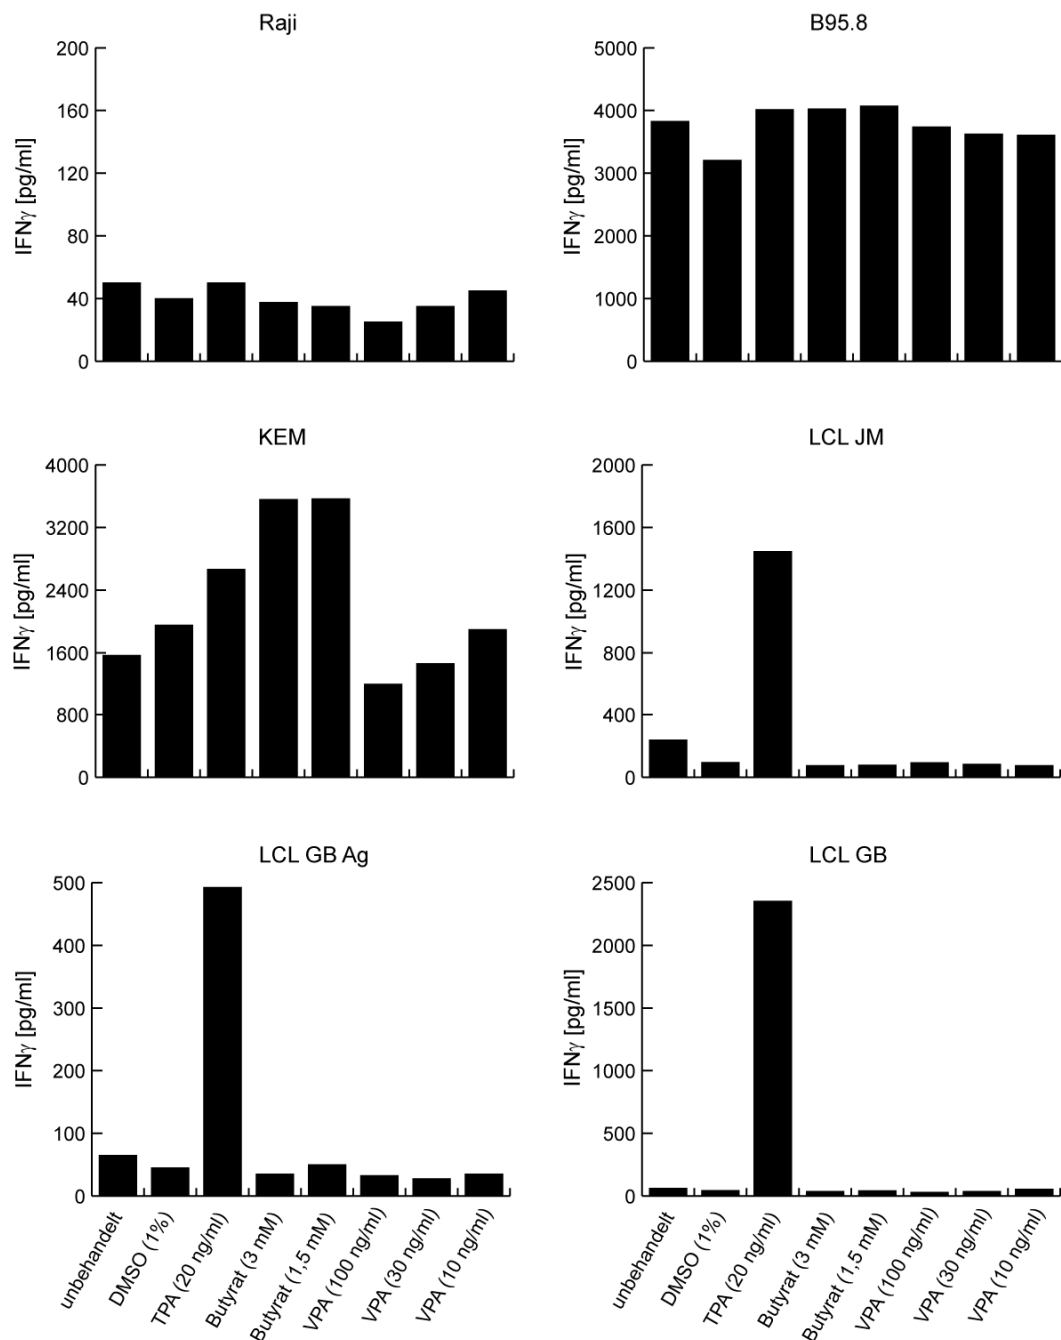 Raji
IFNγ [pg/ml]
200
160
120
80
40
0
B95.8
IFNγ [pg/ml]
5000
4000
3000
2000
1000
0
KEM
IFNγ [pg/ml]
4000
3200
2400
1600
800
0
LCL JM
IFNγ [pg/ml]
2000
1600
1200
800
400
0
LCL GB Ag
IFNγ [pg/ml]
500
400
300
200
100
0
unbehandelt
DMSO (1%)
TPA (20 ng/ml)
Butyrat (3 mM)
Butyrat (1,5 mM)
VPA (100 ng/ml)
VPA (30 ng/ml)
VPA (10 ng/ml)
LCL GB
IFNγ [pg/ml]
2500
2000
1500
1000
500
0
unbehandelt
DMSO (1%)
TPA (20 ng/ml)
Butyrat (3 mM)
Butyrat (1,5 mM)
VPA (100 ng/ml)
VPA (30 ng/ml)
VPA (10 ng/ml)